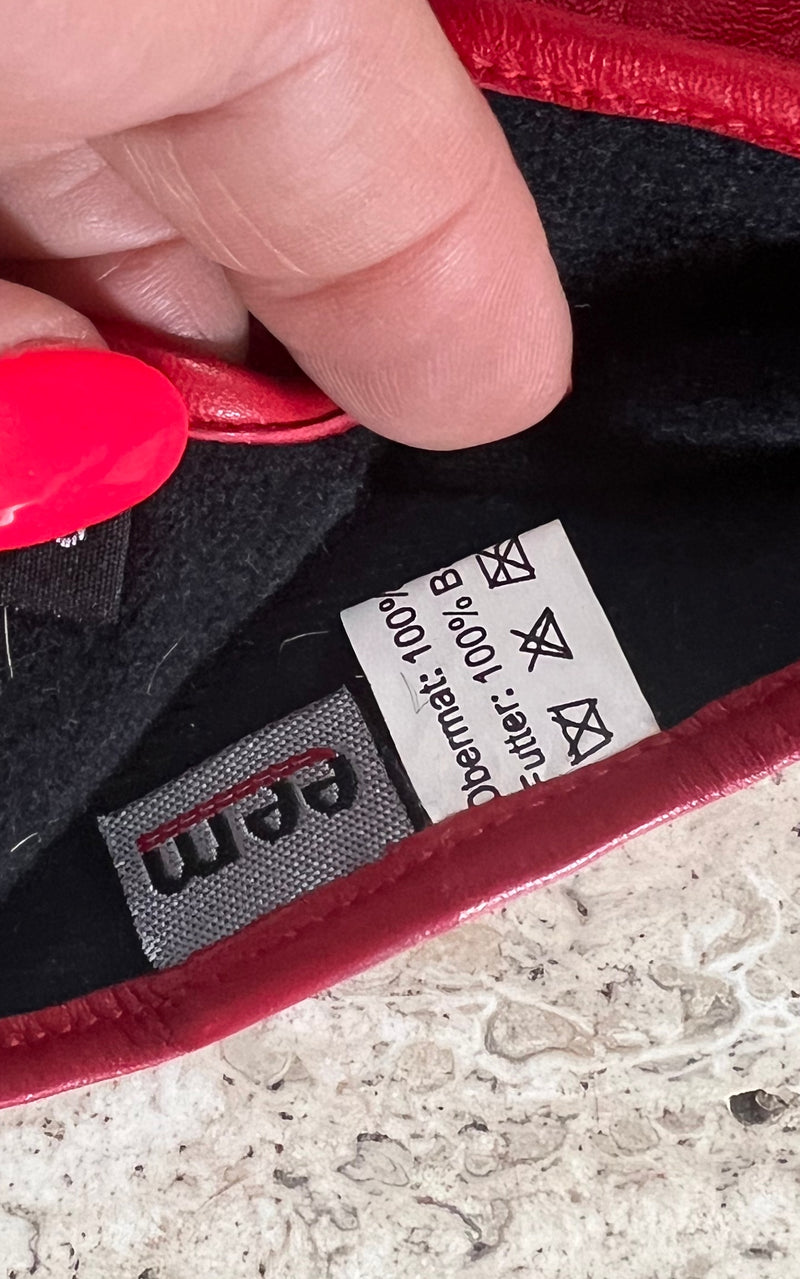 eem
Obermat: 100%
Futter: 100% B